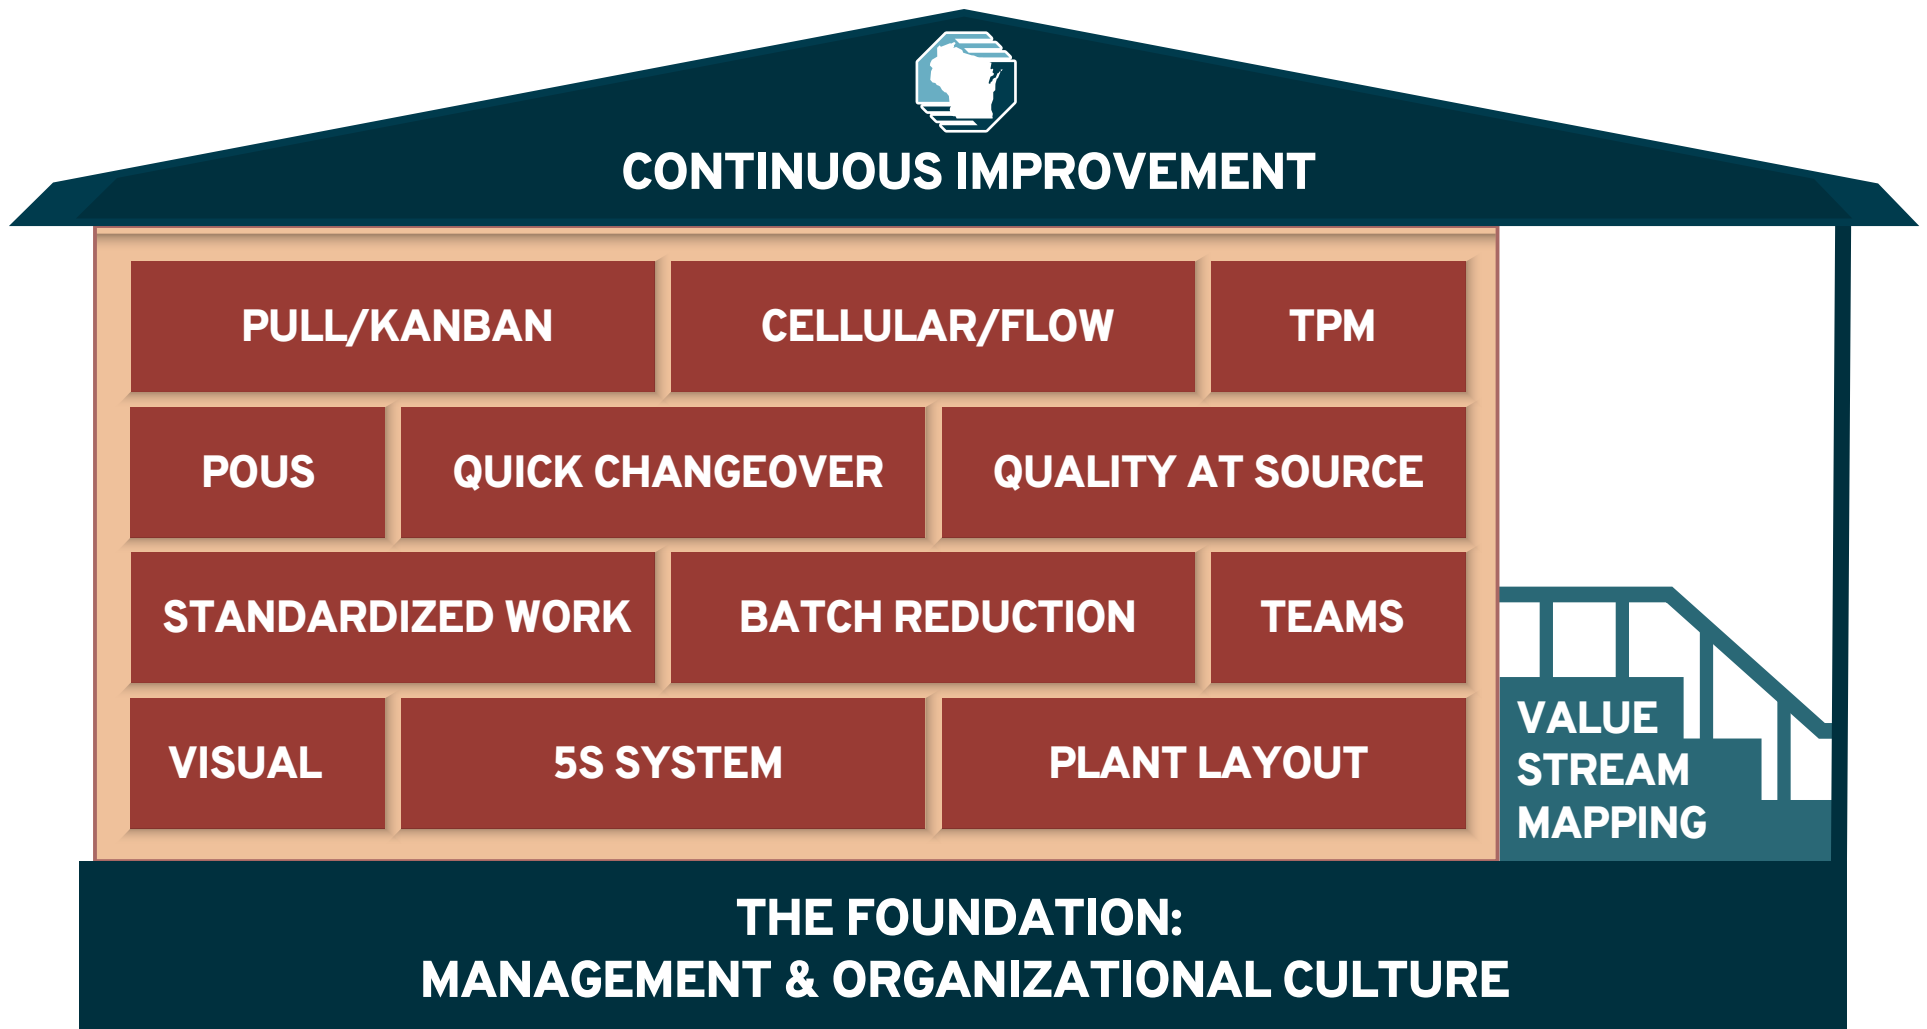 CONTINUOUS IMPROVEMENT
PULL/KANBAN
CELLULAR/FLOW
TPM
POUS
QUICK CHANGEOVER
QUALITY AT SOURCE
STANDARDIZED WORK
BATCH REDUCTION
TEAMS
VISUAL
5S SYSTEM
PLANT LAYOUT
VALUE
STREAM
MAPPING
THE FOUNDATION:
MANAGEMENT & ORGANIZATIONAL CULTURE